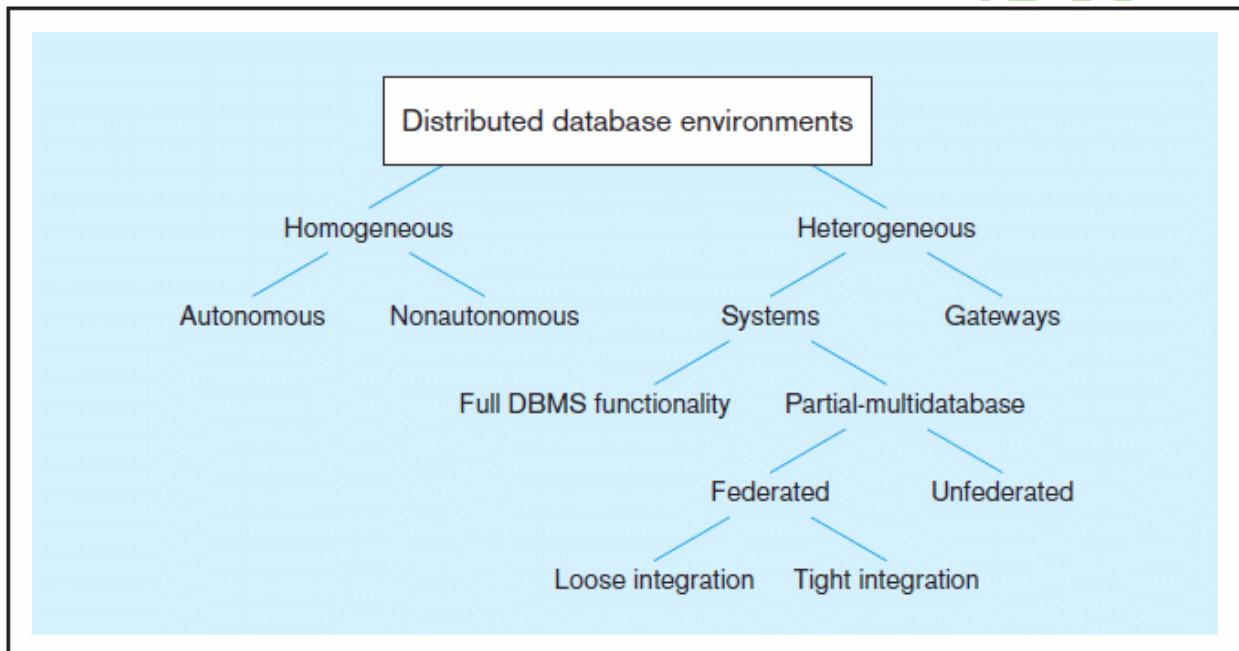 Distributed database environments
Homogeneous
Heterogeneous
Autonomous
Nonautonomous
Systems
Gateways
Full DBMS functionality
Partial-multidatabase
Federated
Unfederated
Loose integration
Tight integration